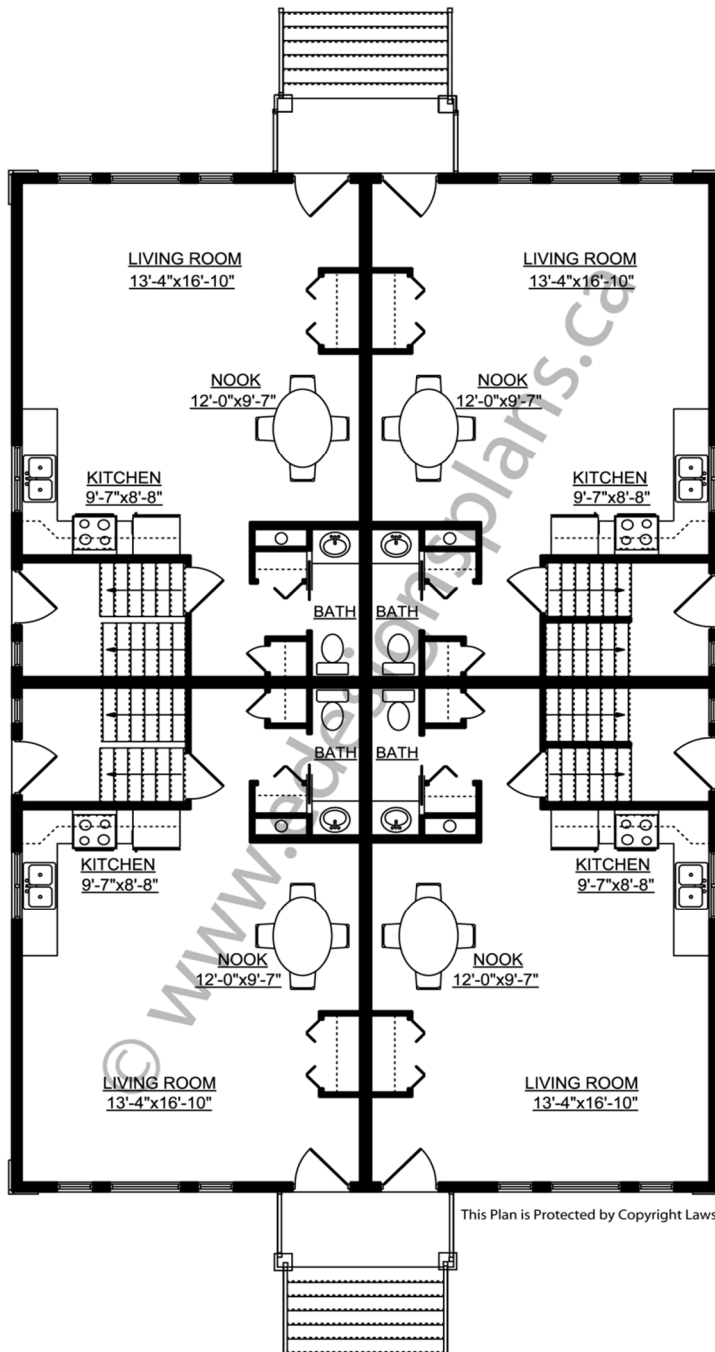 LIVING ROOM
13'-4"x16'-10"
LIVING ROOM
13'-4"x16'-10"
NOOK
12'-0"x9'-7"
NOOK
12'-0"x9'-7"
KITCHEN
9'-7"x8'-8"
KITCHEN
9'-7"x8'-8"
BATH
BATH
BATH
BATH
KITCHEN
9'-7"x8'-8"
KITCHEN
9'-7"x8'-8"
NOOK
12'-0"x9'-7"
NOOK
12'-0"x9'-7"
LIVING ROOM
13'-4"x16'-10"
LIVING ROOM
13'-4"x16'-10"
© www.edesignsplans.ca
This Plan is Protected by Copyright Laws